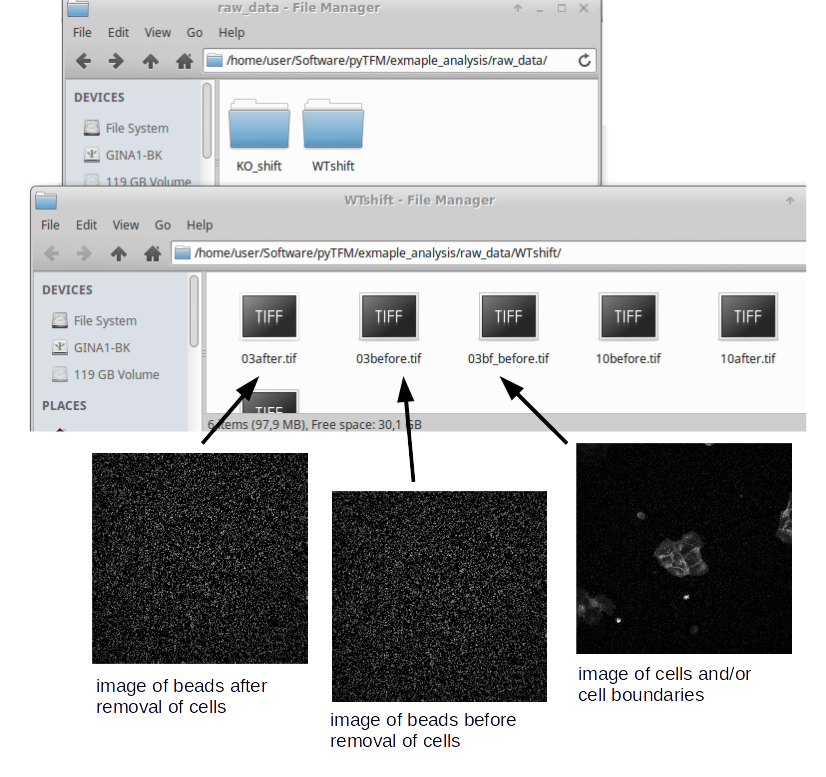 raw_data - File Manager
File Edit View Go Help
/home/user/Software/pyTFM/exmaple_analysis/raw_data/
DEVICES
File System
GINA1-BK
119 GB Volume
KO_shift WTshift
WTshift - File Manager
File Edit View Go Help
/home/user/Software/pyTFM/exmaple_analysis/raw_data/WTshift/
DEVICES
File System
GINA1-BK
119 GB Volume
PLACES
TIFF TIFF TIFF TIFF TIFF
03after.tif 03before.tif 03bf_before.tif 10before.tif 10after.tif
TIFF
6 items (97,9 MB), Free space: 30,1 GB
image of beads after
removal of cells
image of beads before
removal of cells
image of cells and/or
cell boundaries